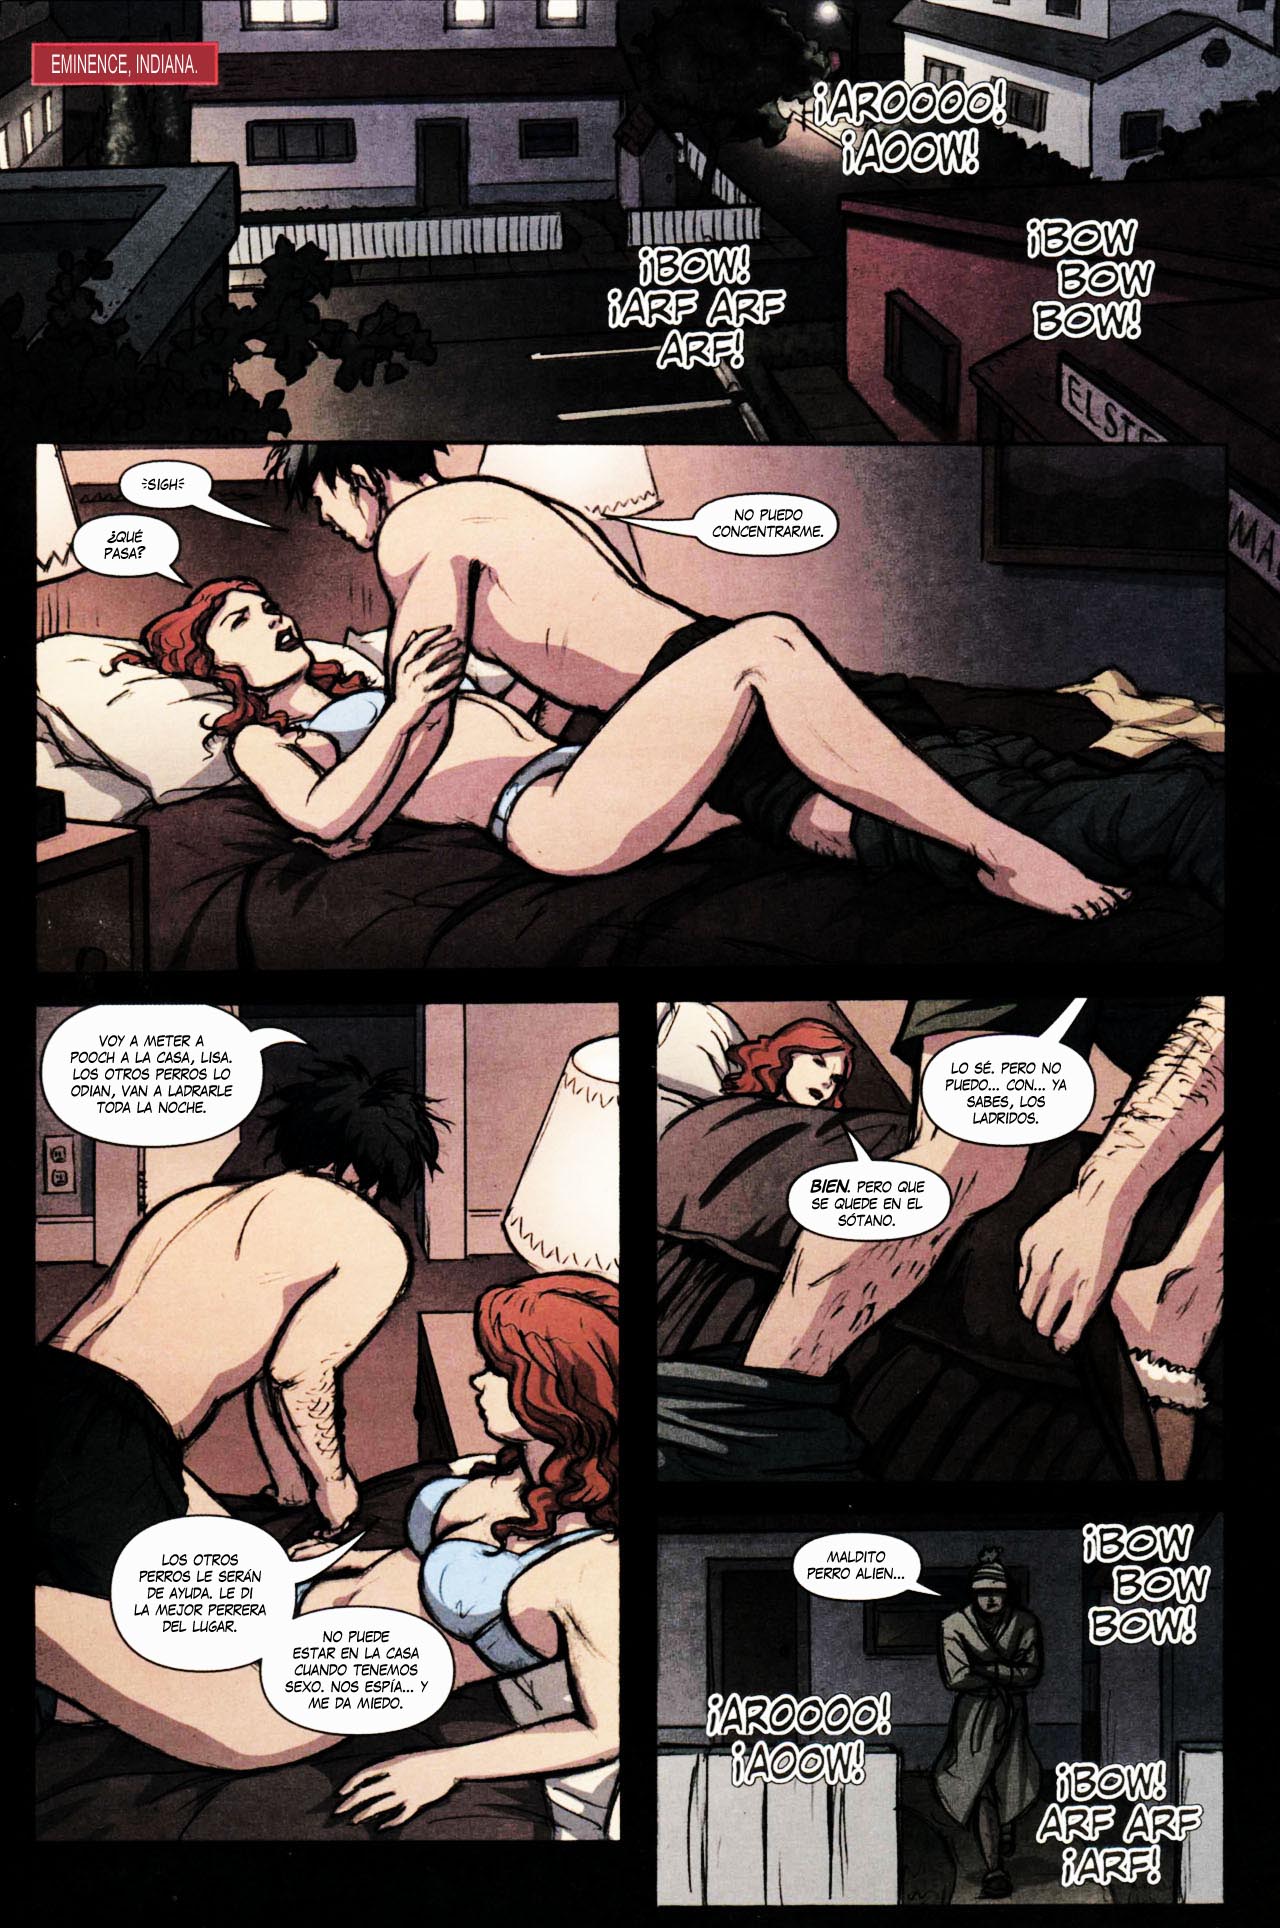 EMINENCE, INDIANA.
¡AROOOO!
¡AOOW!
¡BOW!
¡ARF ARF
ARF!
¡BOW
BOW
BOW!
ELSTE
MA
SIGH
¿QUÉ
PASA?
NO PUEDO
CONCENTRARME.
VOY A METER A
POOCH A LA CASA, LISA.
LOS OTROS PERROS LO
ODIAN, VAN A LADRARLE
TODA LA NOCHE.
LOS OTROS
PERROS LE SERÁN
DE AYUDA. LE DI
LA MEJOR PERRERA
DEL LUGAR.
NO PUEDE
ESTAR EN LA CASA
CUANDO TENEMOS
SEXO. NOS ESPÍA... Y
ME DA MIEDO.
LO SÉ. PERO NO
PUEDO... CON... YA
SABES, LOS
LADRIDOS.
BIEN. PERO QUE
SE QUEDE EN EL
SÓTANO.
MALDITO
PERRO ALIEN...
¡BOW
BOW
BOW!
¡AROOOO!
¡AOOW!
¡BOW!
ARF ARF
¡ARF!